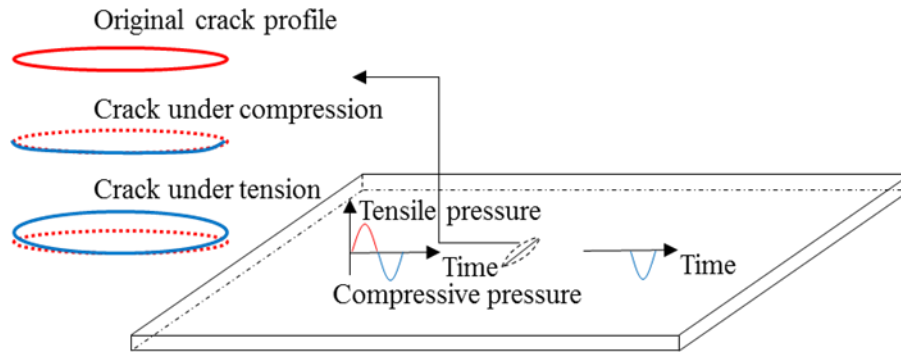 Original crack profile
Crack under compression
Crack under tension
Tensile pressure
Time
Compressive pressure
Time